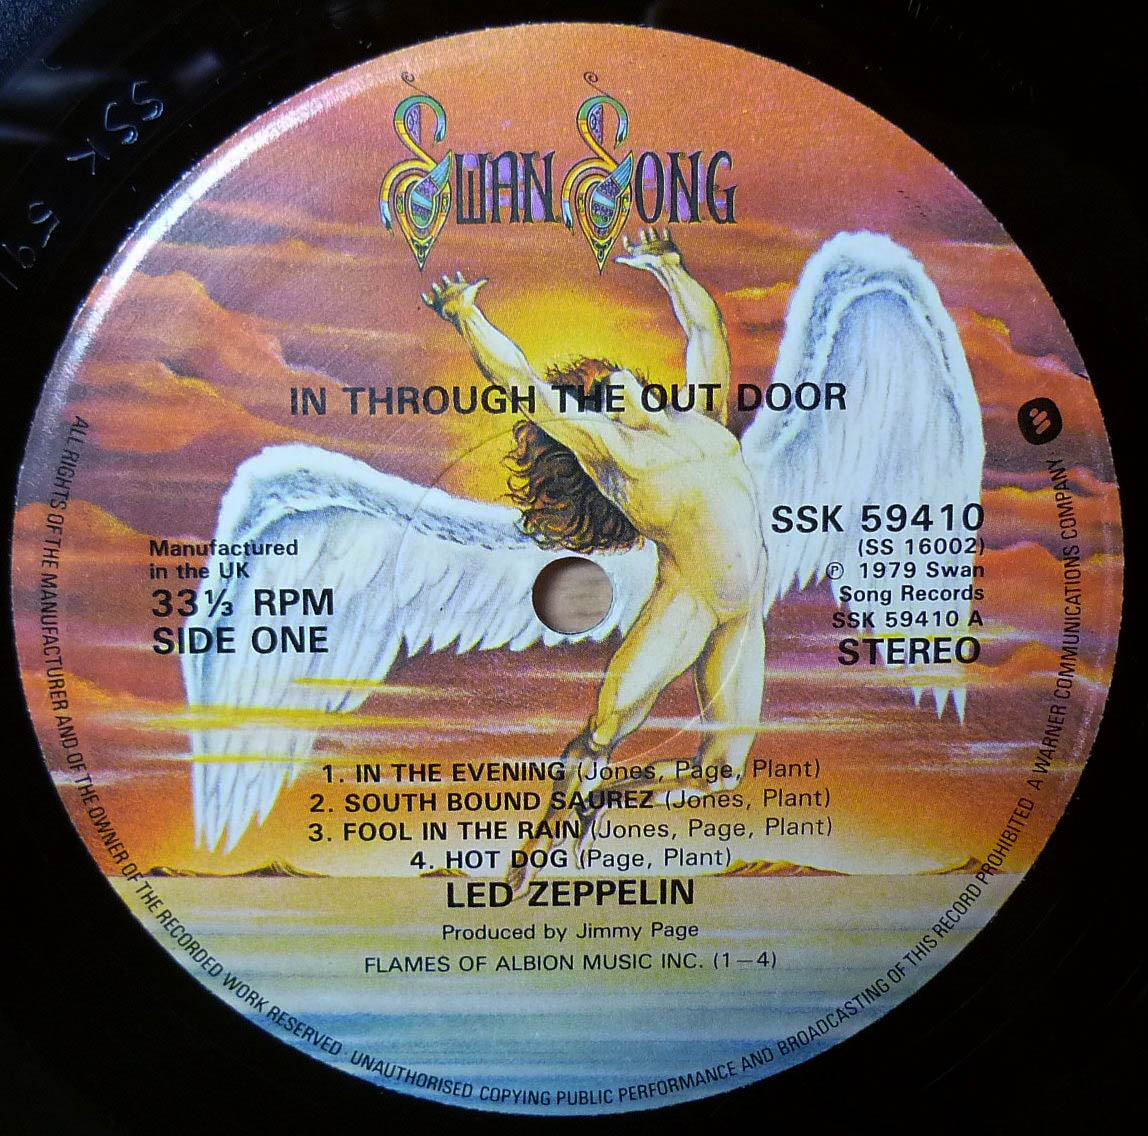 SSK 59
SWAN SONG
IN THROUGH THE OUT DOOR
Manufactured
in the UK
33⅓ RPM
SIDE ONE
SSK 59410
(SS 16002)
℗ 1979 Swan
Song Records
SSK 59410 A
STEREO
1. IN THE EVENING (Jones, Page, Plant)
2. SOUTH BOUND SAUREZ (Jones, Plant)
3. FOOL IN THE RAIN (Jones, Page, Plant)
4. HOT DOG (Page, Plant)
LED ZEPPELIN
Produced by Jimmy Page
FLAMES OF ALBION MUSIC INC. (1—4)
ALL RIGHTS OF THE MANUFACTURER AND OF THE OWNER OF THE RECORDED WORK RESERVED · UNAUTHORISED COPYING PUBLIC PERFORMANCE AND BROADCASTING OF THIS RECORD PROHIBITED A WARNER COMMUNICATIONS COMPANY